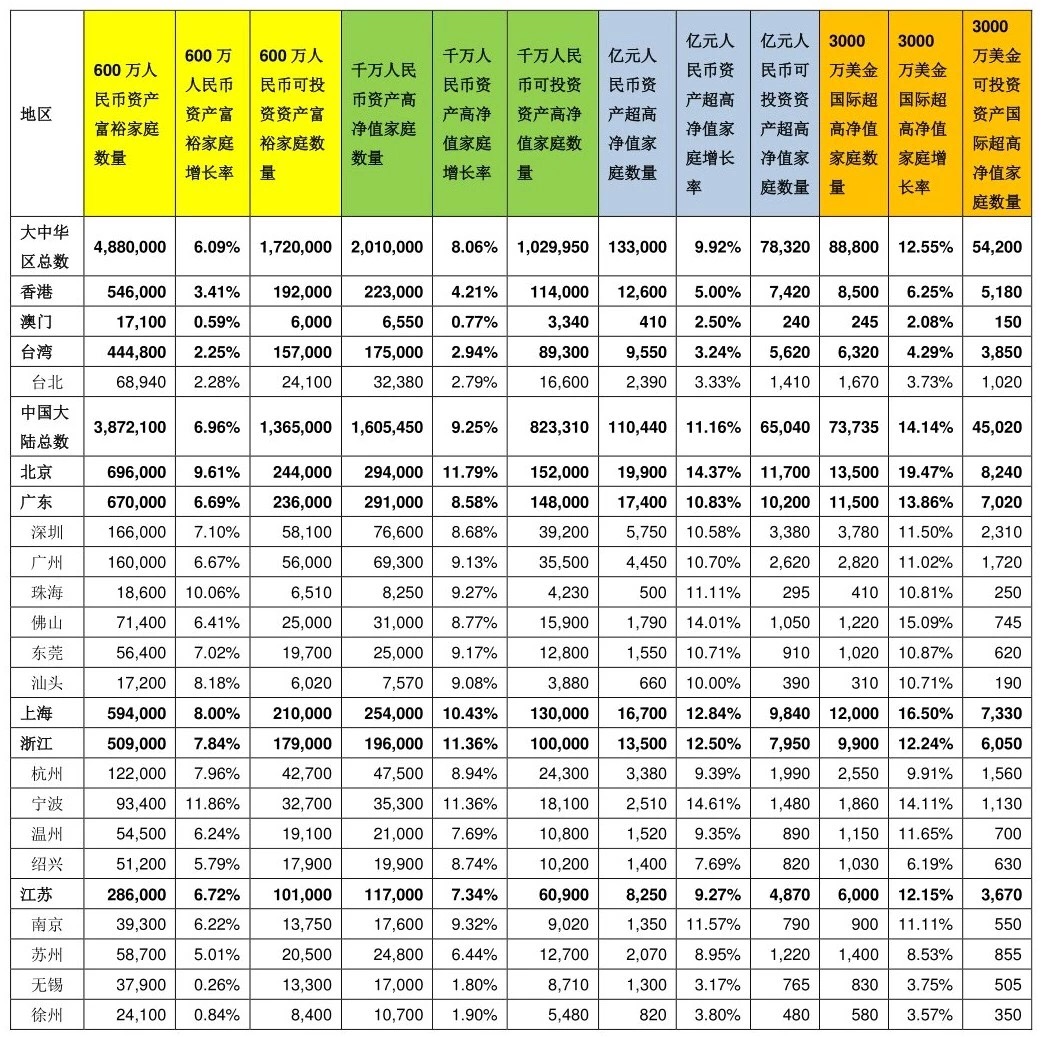 地区 600 万人民币资产富裕家庭数量 600 万人民币资产富裕家庭增长率 600 万人民币可投资资产富裕家庭数量 千万人民币资产高净值家庭数量 千万人民币资产高净值家庭增长率 千万人民币可投资资产高净值家庭数量 亿元人民币资产超高净值家庭数量 亿元人民币资产超高净值家庭增长率 亿元人民币可投资资产超高净值家庭数量 3000 万美金国际超高净值家庭数量 3000 万美金国际超高净值家庭增长率 3000 万美金可投资资产国际超高净值家庭数量
大中华区总数 4,880,000 6.09% 1,720,000 2,010,000 8.06% 1,029,950 133,000 9.92% 78,320 88,800 12.55% 54,200
香港 546,000 3.41% 192,000 223,000 4.21% 114,000 12,600 5.00% 7,420 8,500 6.25% 5,180
澳门 17,100 0.59% 6,000 6,550 0.77% 3,340 410 2.50% 240 245 2.08% 150
台湾 444,800 2.25% 157,000 175,000 2.94% 89,300 9,550 3.24% 5,620 6,320 4.29% 3,850
台北 68,940 2.28% 24,100 32,380 2.79% 16,600 2,390 3.33% 1,410 1,670 3.73% 1,020
中国大陆总数 3,872,100 6.96% 1,365,000 1,605,450 9.25% 823,310 110,440 11.16% 65,040 73,735 14.14% 45,020
北京 696,000 9.61% 244,000 294,000 11.79% 152,000 19,900 14.37% 11,700 13,500 19.47% 8,240
广东 670,000 6.69% 236,000 291,000 8.58% 148,000 17,400 10.83% 10,200 11,500 13.86% 7,020
深圳 166,000 7.10% 58,100 76,600 8.68% 39,200 5,750 10.58% 3,380 3,780 11.50% 2,310
广州 160,000 6.67% 56,000 69,300 9.13% 35,500 4,450 10.70% 2,620 2,820 11.02% 1,720
珠海 18,600 10.06% 6,510 8,250 9.27% 4,230 500 11.11% 295 410 10.81% 250
佛山 71,400 6.41% 25,000 31,000 8.77% 15,900 1,790 14.01% 1,050 1,220 15.09% 745
东莞 56,400 7.02% 19,700 25,000 9.17% 12,800 1,550 10.71% 910 1,020 10.87% 620
汕头 17,200 8.18% 6,020 7,570 9.08% 3,880 660 10.00% 390 310 10.71% 190
上海 594,000 8.00% 210,000 254,000 10.43% 130,000 16,700 12.84% 9,840 12,000 16.50% 7,330
浙江 509,000 7.84% 179,000 196,000 11.36% 100,000 13,500 12.50% 7,950 9,900 12.24% 6,050
杭州 122,000 7.96% 42,700 47,500 8.94% 24,300 3,380 9.39% 1,990 2,550 9.91% 1,560
宁波 93,400 11.86% 32,700 35,300 11.36% 18,100 2,510 14.61% 1,480 1,860 14.11% 1,130
温州 54,500 6.24% 19,100 21,000 7.69% 10,800 1,520 9.35% 890 1,150 11.65% 700
绍兴 51,200 5.79% 17,900 19,900 8.74% 10,200 1,400 7.69% 820 1,030 6.19% 630
江苏 286,000 6.72% 101,000 117,000 7.34% 60,900 8,250 9.27% 4,870 6,000 12.15% 3,670
南京 39,300 6.22% 13,750 17,600 9.32% 9,020 1,350 11.57% 790 900 11.11% 550
苏州 58,700 5.01% 20,500 24,800 6.44% 12,700 2,070 8.95% 1,220 1,400 8.53% 855
无锡 37,900 0.26% 13,300 17,000 1.80% 8,710 1,300 3.17% 765 830 3.75% 505
徐州 24,100 0.84% 8,400 10,700 1.90% 5,480 820 3.80% 480 580 3.57% 350